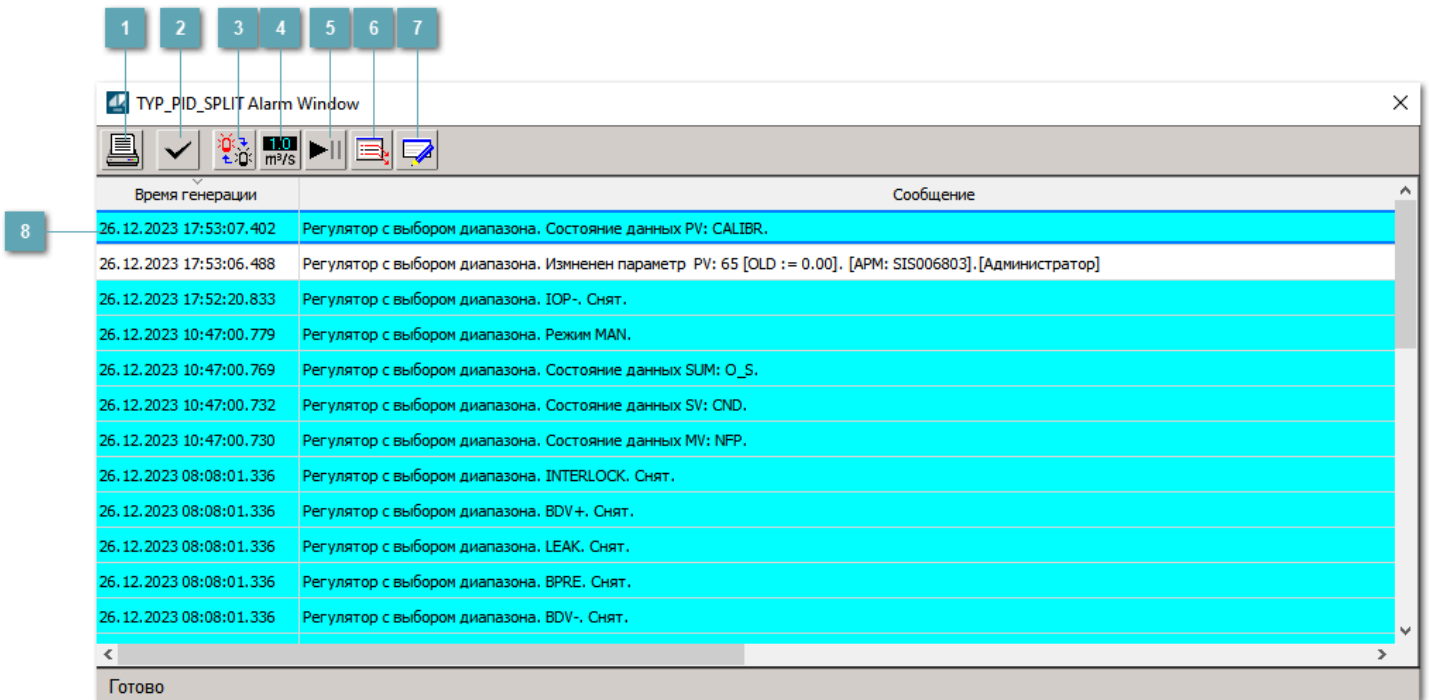 1 2 3 4 5 6 7
TYP_PID_SPLIT Alarm Window
1.0
m³/s
Время генерации Сообщение
8
26.12.2023 17:53:07.402 Регулятор с выбором диапазона. Состояние данных PV: CALIBR.
26.12.2023 17:53:06.488 Регулятор с выбором диапазона. Измненен параметр PV: 65 [OLD := 0.00]. [АРМ: SIS006803].[Администратор]
26.12.2023 17:52:20.833 Регулятор с выбором диапазона. IOP-. Снят.
26.12.2023 10:47:00.779 Регулятор с выбором диапазона. Режим MAN.
26.12.2023 10:47:00.769 Регулятор с выбором диапазона. Состояние данных SUM: O_S.
26.12.2023 10:47:00.732 Регулятор с выбором диапазона. Состояние данных SV: CND.
26.12.2023 10:47:00.730 Регулятор с выбором диапазона. Состояние данных MV: NFP.
26.12.2023 08:08:01.336 Регулятор с выбором диапазона. INTERLOCK. Снят.
26.12.2023 08:08:01.336 Регулятор с выбором диапазона. BDV+. Снят.
26.12.2023 08:08:01.336 Регулятор с выбором диапазона. LEAK. Снят.
26.12.2023 08:08:01.336 Регулятор с выбором диапазона. BPRE. Снят.
26.12.2023 08:08:01.336 Регулятор с выбором диапазона. BDV-. Снят.
Готово